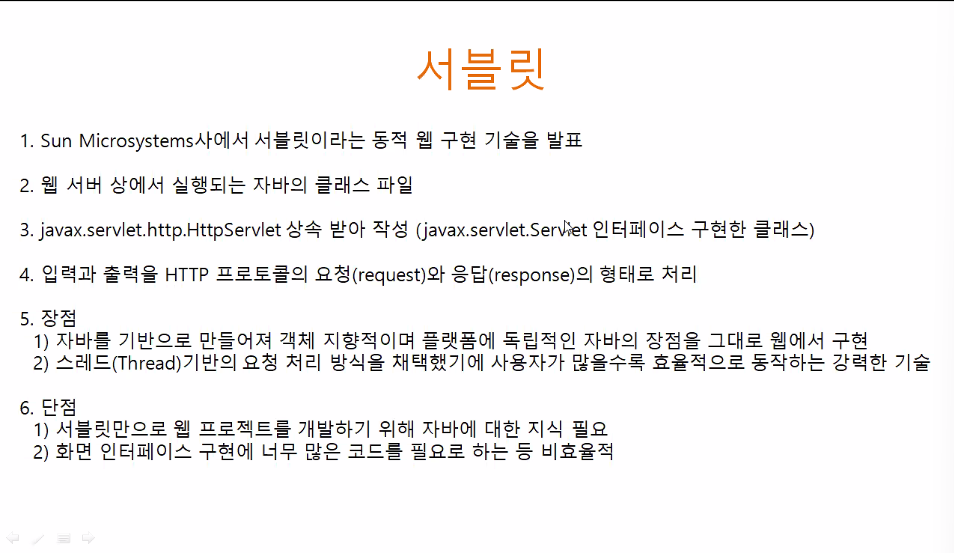 서블릿
1. Sun Microsystems사에서 서블릿이라는 동적 웹 구현 기술을 발표
2. 웹 서버 상에서 실행되는 자바의 클래스 파일
3. javax.servlet.http.HttpServlet 상속 받아 작성 (javax.servlet.Servlet 인터페이스 구현한 클래스)
4. 입력과 출력을 HTTP 프로토콜의 요청(request)와 응답(response)의 형태로 처리
5. 장점
1) 자바를 기반으로 만들어져 객체 지향적이며 플랫폼에 독립적인 자바의 장점을 그대로 웹에서 구현
2) 스레드(Thread)기반의 요청 처리 방식을 채택했기에 사용자가 많을수록 효율적으로 동작하는 강력한 기술
6. 단점
1) 서블릿만으로 웹 프로젝트를 개발하기 위해 자바에 대한 지식 필요
2) 화면 인터페이스 구현에 너무 많은 코드를 필요로 하는 등 비효율적